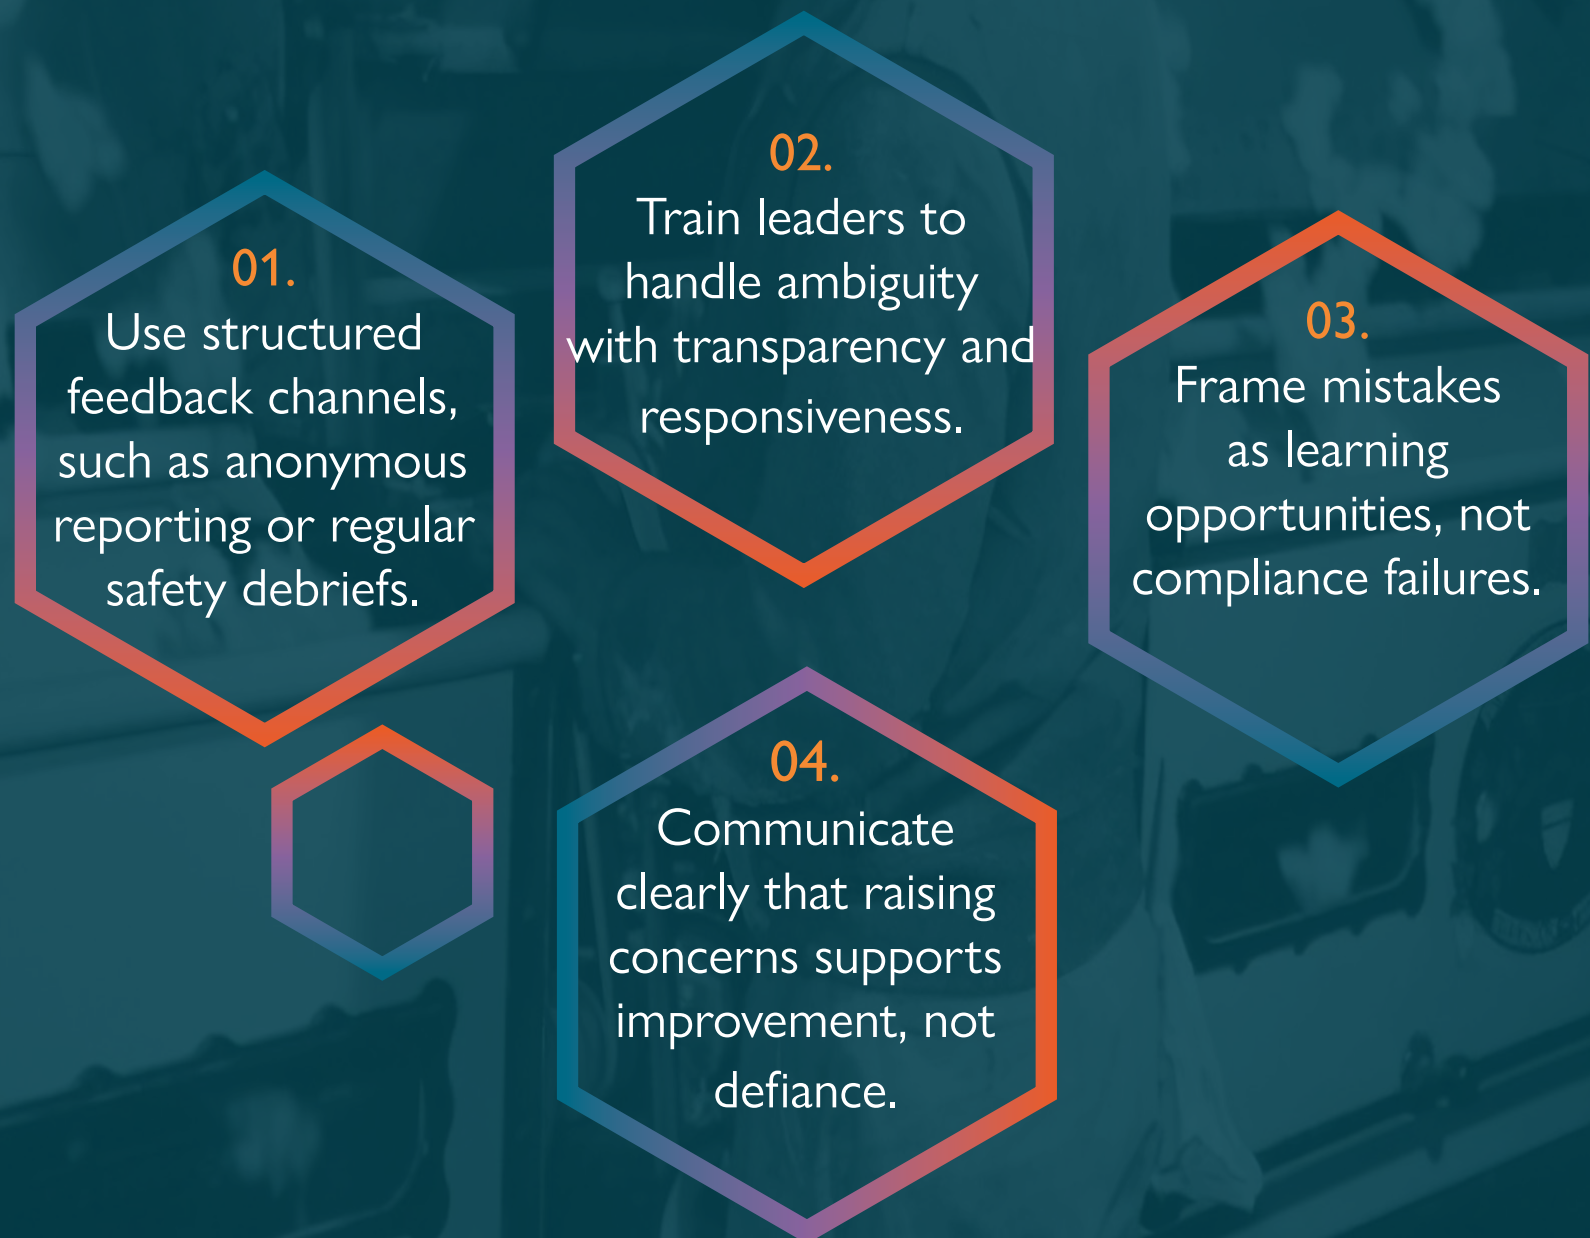 01.
Use structured
feedback channels,
such as anonymous
reporting or regular
safety debriefs.
02.
Train leaders to
handle ambiguity
with transparency and
responsiveness.
03.
Frame mistakes
as learning
opportunities, not
compliance failures.
04.
Communicate
clearly that raising
concerns supports
improvement, not
defiance.